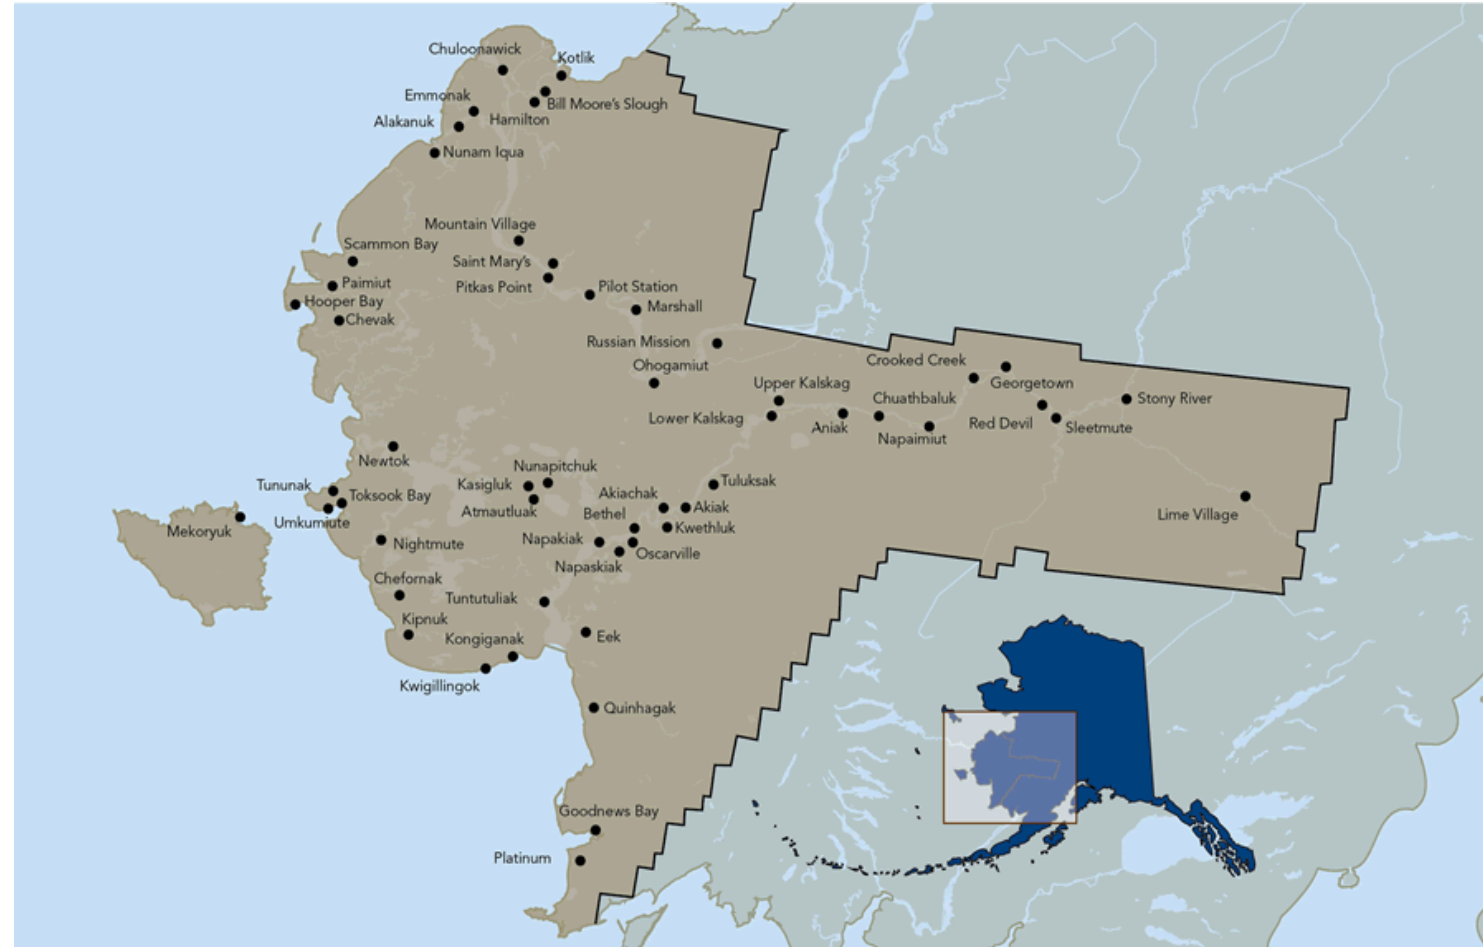 Chuloonawick
Kotlik
Emmonak
Bill Moore's Slough
Hamilton
Alakanuk
Nunam Iqua
Mountain Village
Scammon Bay
Saint Mary's
Paimiut
Pitkas Point
Pilot Station
Hooper Bay
Marshall
Chevak
Russian Mission
Crooked Creek
Ohogamiut
Georgetown
Upper Kalskag
Chuathbaluk
Stony River
Lower Kalskag
Aniak
Red Devil
Sleetmute
Napaimiut
Newtok
Nunapitchuk
Tununak
Kasigluk
Tuluksak
Toksook Bay
Akiachak
Akiak
Atmautluak
Bethel
Lime Village
Umkumiute
Mekoryuk
Kwethluk
Napakiak
Nightmute
Oscarville
Napaskiak
Chefornak
Tuntutuliak
Kipnuk
Kongiganak
Eek
Kwigillingok
Quinhagak
Goodnews Bay
Platinum